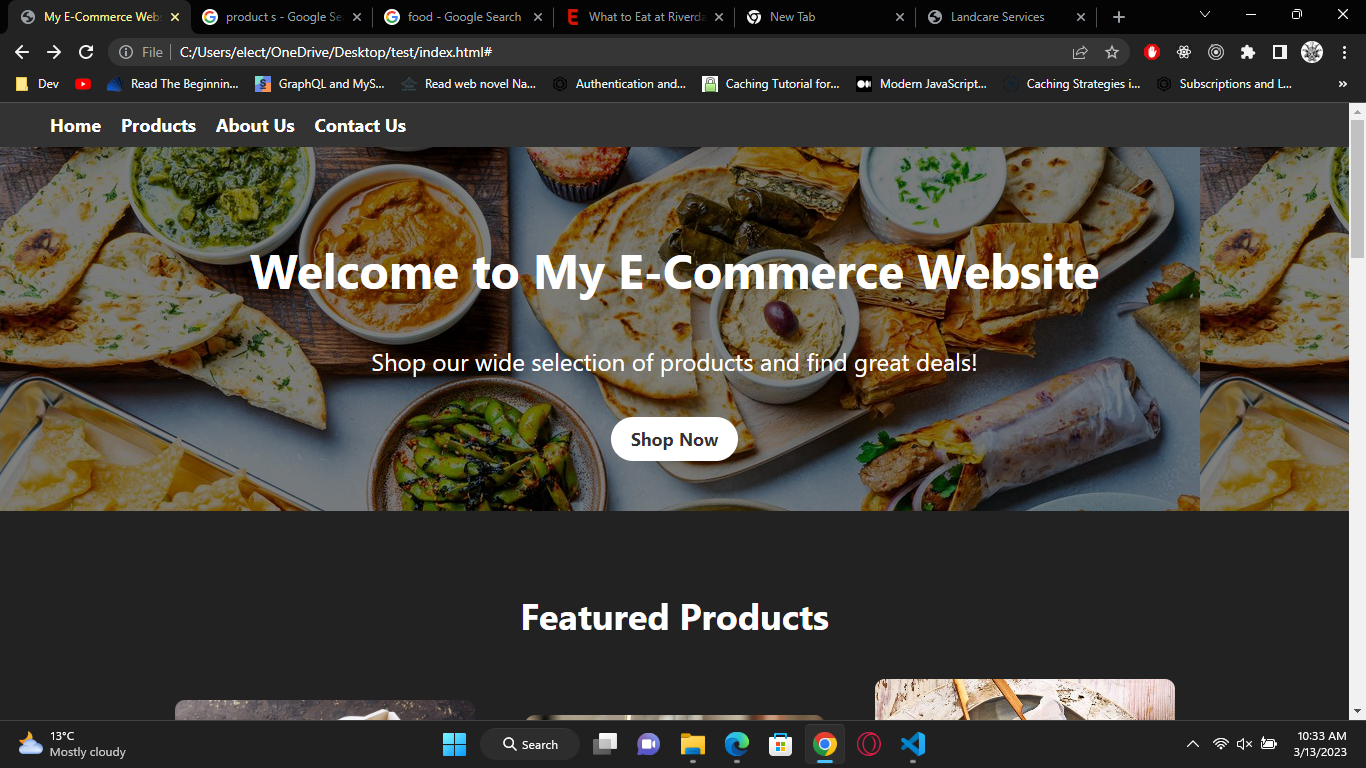 My E-Commerce Webs
product s - Google Se
food - Google Search
What to Eat at Riverda
New Tab
Landcare Services
File
C:/Users/elect/OneDrive/Desktop/test/index.html#
Dev
Read The Beginnin...
GraphQL and MyS...
Read web novel Na...
Authentication and...
Caching Tutorial for...
Modern JavaScript...
Caching Strategies i...
Subscriptions and L...
»
Home
Products
About Us
Contact Us
Welcome to My E-Commerce Website
Shop our wide selection of products and find great deals!
Shop Now
Featured Products
13°C
Mostly cloudy
Search
10:33 AM
3/13/2023